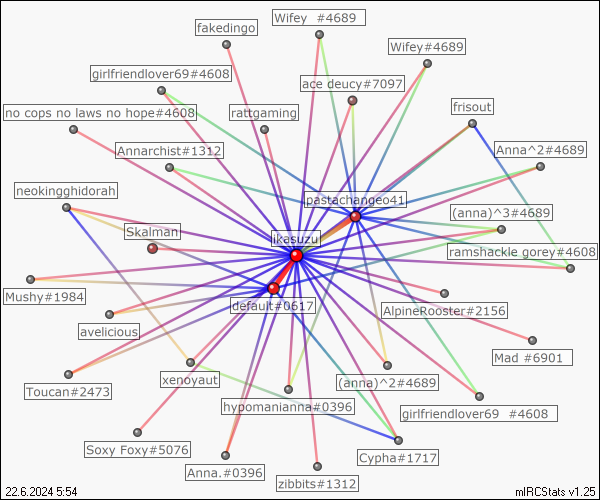 Wifey  #4689
fakedingo
Wifey#4689
girlfriendlover69#4608
ace deucy#7097
frisout
no cops no laws no hope#4608
rattgaming
Annarchist#1312
Anna^2#4689
neokingghidorah
pastachangeo41
(anna)^3#4689
Skalman
ikasuzu
ramshackle gorey#4608
Mushy#1984
default#0617
AlpineRooster#2156
avelicious
Mad #6901
xenoyaut
(anna)^2#4689
Toucan#2473
hypomanianna#0396
girlfriendlover69  #4608
Soxy Foxy#5076
Cypha#1717
Anna.#0396
zibbits#1312
22.6.2024 5:54
mIRCStats v1.25